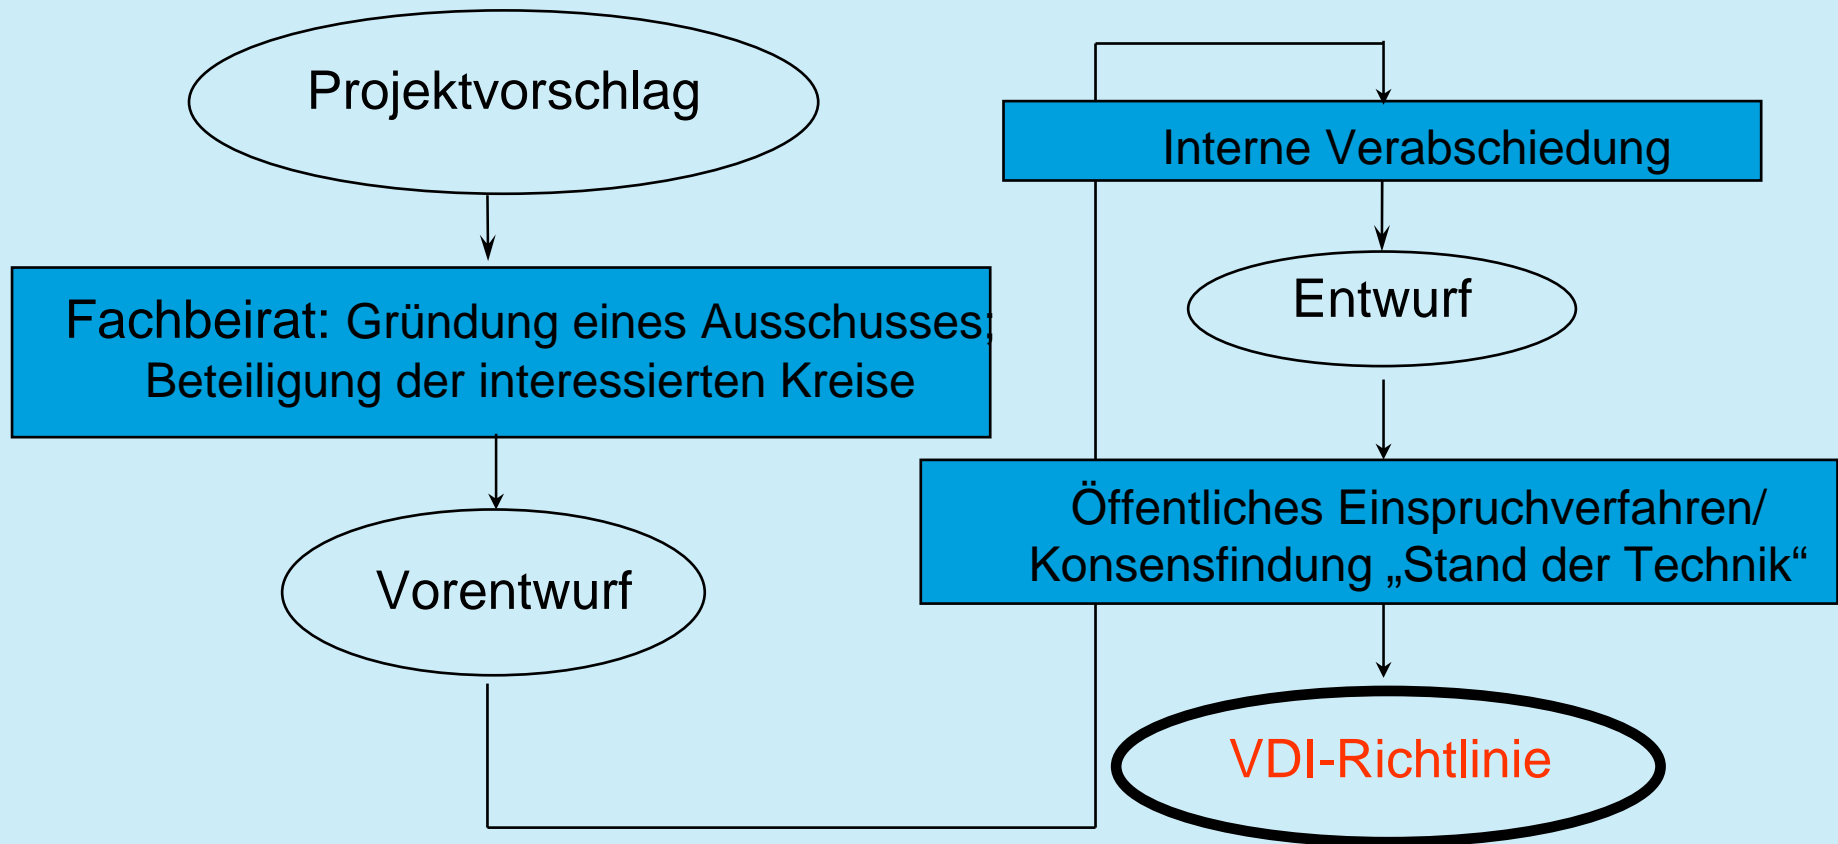 Projektvorschlag
Fachbeirat: Gründung eines Ausschusses;
Beteiligung der interessierten Kreise
Vorentwurf
Interne Verabschiedung
Entwurf
Öffentliches Einspruchverfahren/
Konsensfindung „Stand der Technik“
VDI-Richtlinie